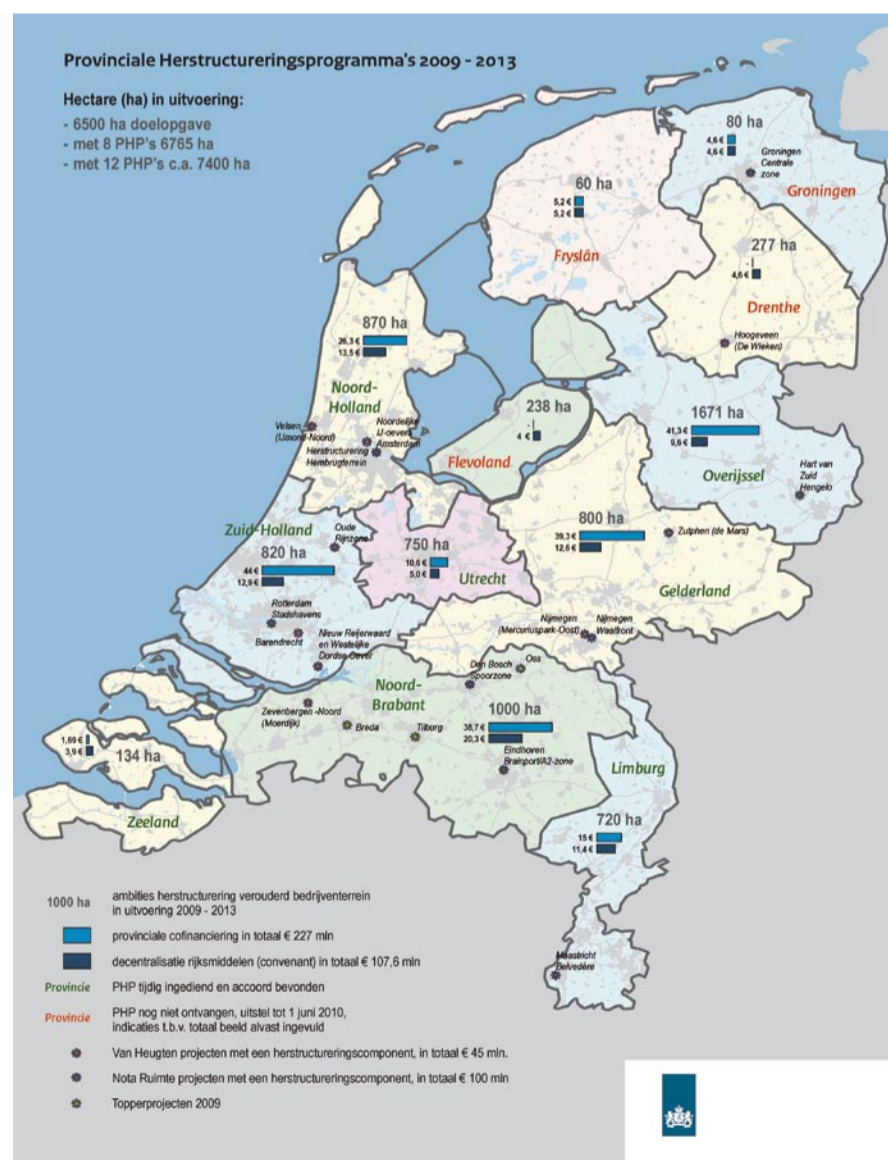 Provinciale Herstructureringsprogramma's 2009 - 2013
Hectare (ha) in uitvoering:
- 6500 ha doelopgave
- met 8 PHP's 6765 ha
- met 12 PHP's c.a. 7400 ha
80 ha
4,6 €
4,6 €
Groningen
Centrale
zone
Groningen
60 ha
5,2 €
5,2 €
Fryslân
277 ha
-
4,6 €
Drenthe
Hoogeveen
(De Wieken)
870 ha
26,3 €
13,5 €
Noord-
Holland
Velsen
(IJmond-Noord)
Noordelijke
IJ-oevers
Amsterdam
Herstructurering
Hembrugterrein
238 ha
-
4 €
Flevoland
1671 ha
41,3 €
9,6 €
Overijssel
Hart van
Zuid
Hengelo
Zuid-Holland
820 ha
44 €
12,9 €
Oude
Rijnzone
Rotterdam
Stadshavens
Barendrecht
Nieuw Reijerwaard
en Westelijke
Dordse Oever
750 ha
10,6 €
5,0 €
Utrecht
800 ha
39,3 €
12,6 €
Zutphen (de Mars)
Gelderland
Nijmegen
(Mercuriuspark-Oost)
Nijmegen
Waalfront
Den Bosch
Spoorzone
Oss
Noord-
Brabant
Zevenbergen -Noord
(Moerdijk)
Breda
Tilburg
1000 ha
38,7 €
20,3 €
Eindhoven
Brainport/A2-zone
1,69 €
3,9 €
134 ha
Zeeland
Limburg
720 ha
15 €
11,4 €
Maastricht
Belvedère
1000 ha
ambities herstructurering verouderd bedrijventerrein
in uitvoering 2009 - 2013
provinciale cofinanciering in totaal € 227 mln
decentralisatie rijksmiddelen (convenant) in totaal € 107,6 mln
Provincie PHP tijdig ingediend en accoord bevonden
Provincie PHP nog niet ontvangen, uitstel tot 1 juni 2010,
indicaties t.b.v. totaal beeld alvast ingevuld
Van Heugten projecten met een herstructureringscomponent, in totaal € 45 mln.
Nota Ruimte projecten met een herstructureringscomponent, in totaal € 100 mln
Topperprojecten 2009